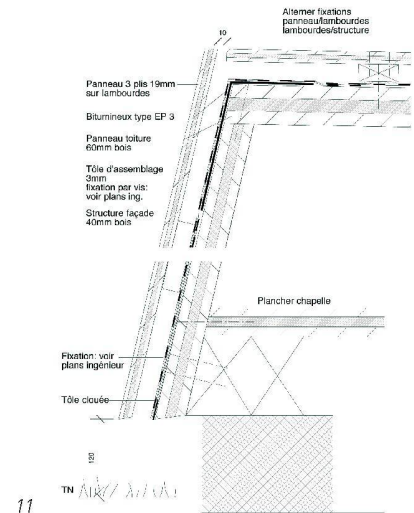 Alterner fixations
panneau/lambourdes
lambourdes/structure
10
Panneau 3 plis 19mm
sur lambourdes
Bitumineux type EP 3
Panneau toiture
60mm bois
Tôle d'assemblage
3mm
fixation par vis:
voir plans ing.
Structure façade
40mm bois
Plancher chapelle
Fixation: voir
plans ingénieur
Tôle clouée
120
TN
11